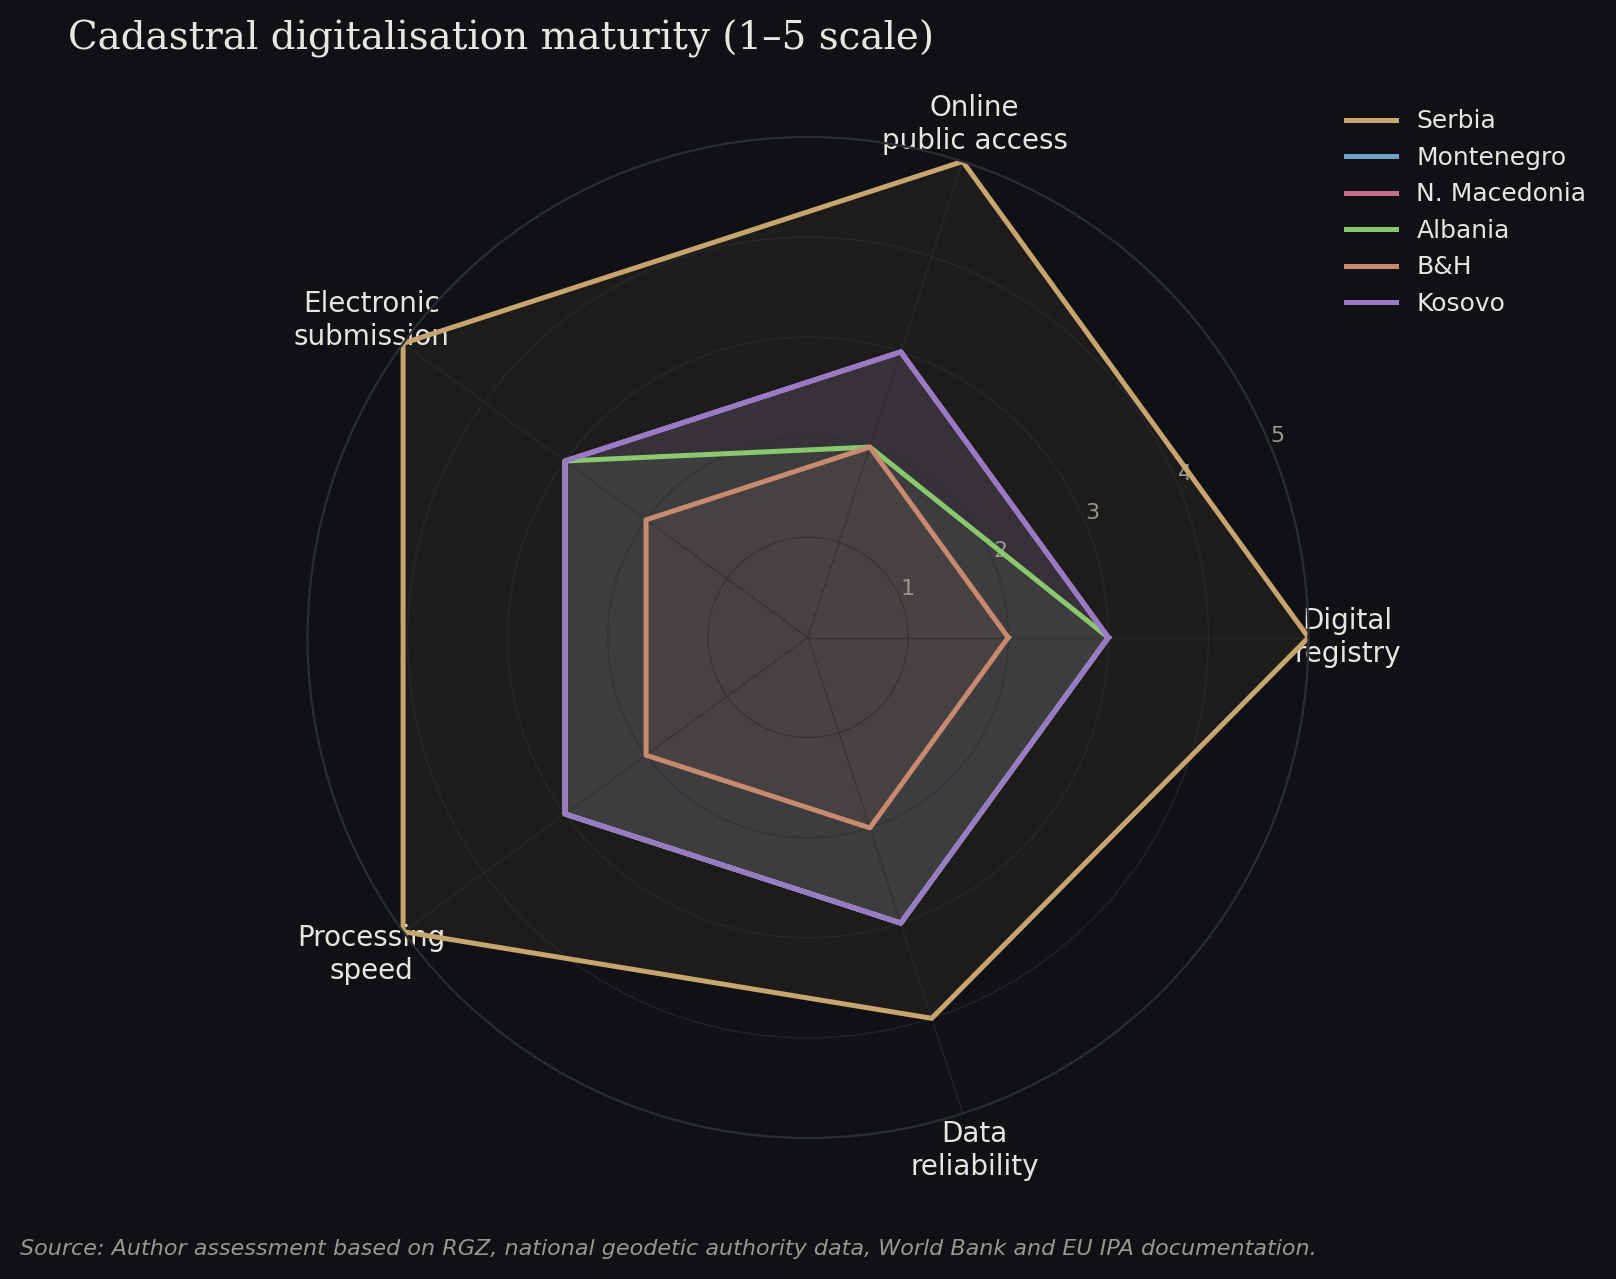 Cadastral digitalisation maturity (1–5 scale)
Online
public access
Serbia
Montenegro
N. Macedonia
Albania
B&H
Kosovo
Electronic
submission
5
4
3
2
1
Digital
registry
Processing
speed
Data
reliability
Source: Author assessment based on RGZ, national geodetic authority data, World Bank and EU IPA documentation.